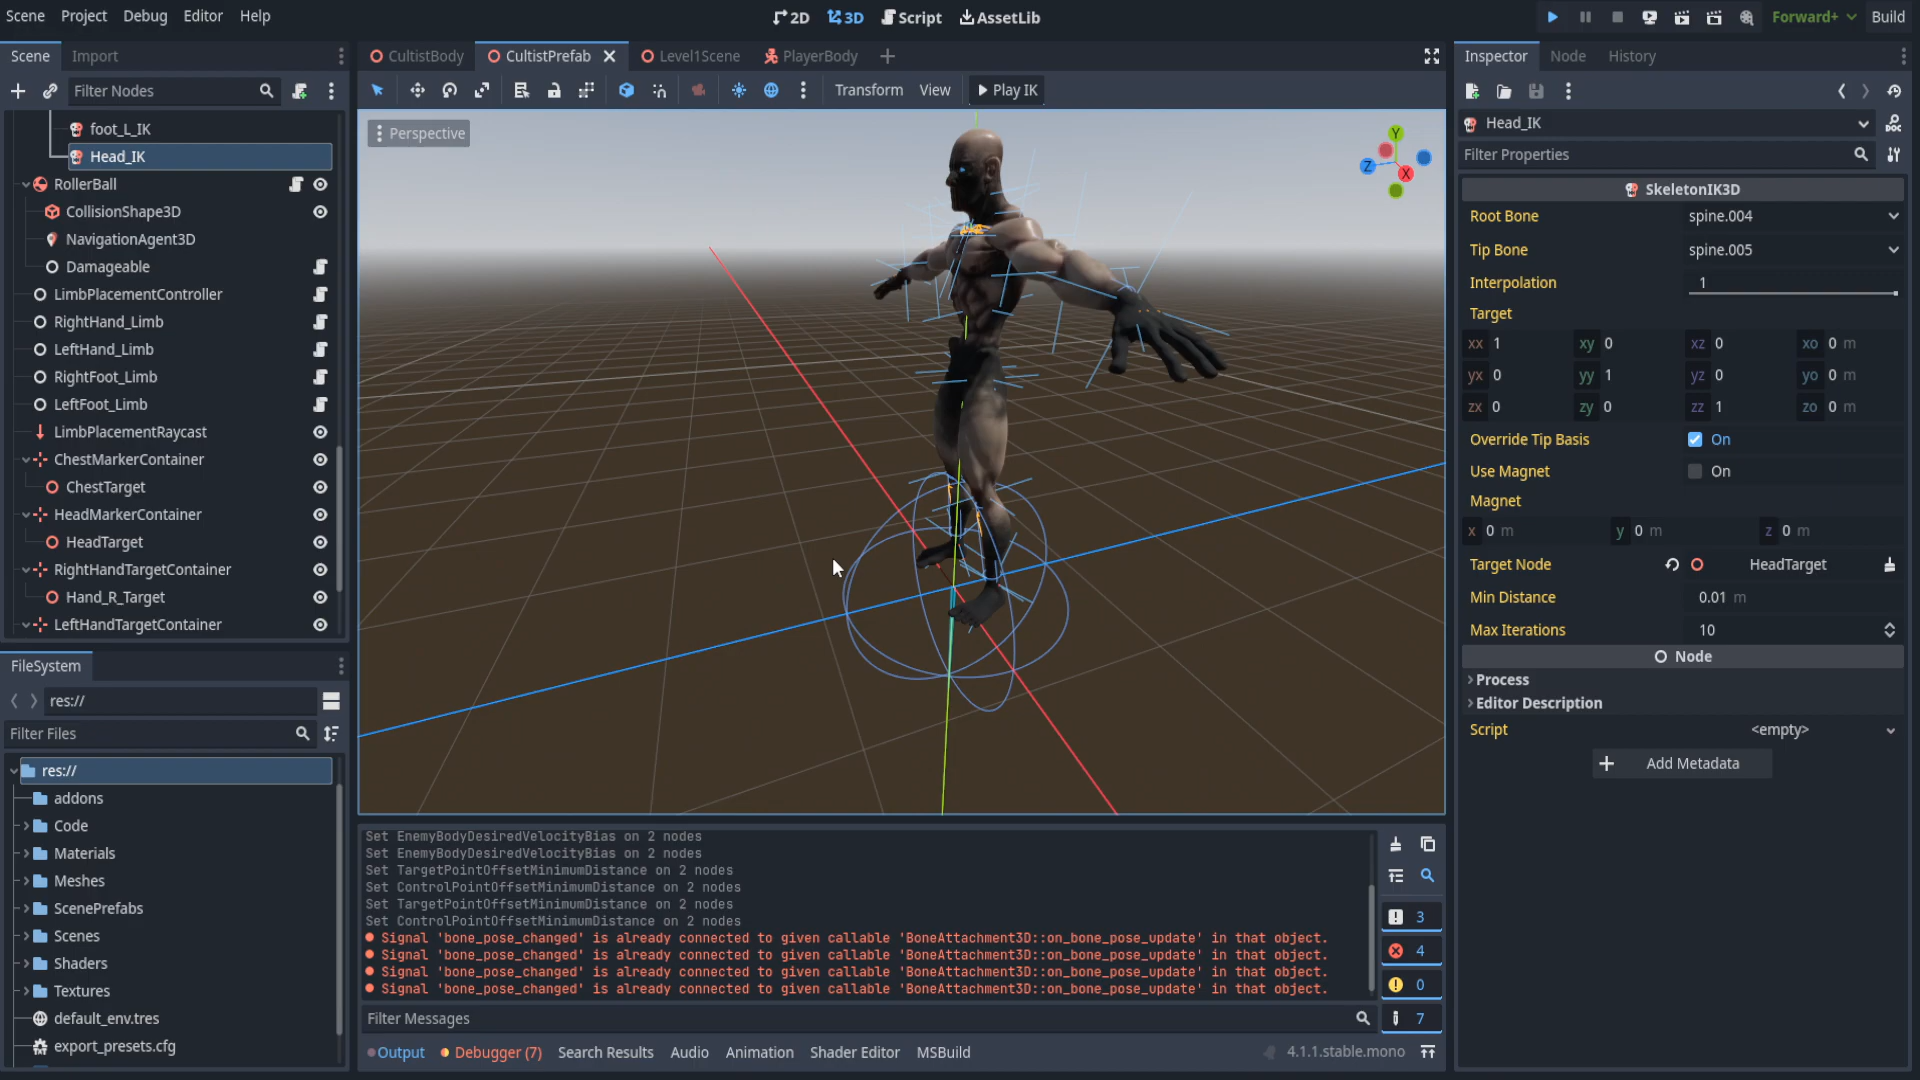 Scene Project Debug Editor Help
2D 3D Script AssetLib
Forward+ Build
Scene Import
CultistBody CultistPrefab Level1Scene PlayerBody
Inspector Node History
Filter Nodes
Transform View Play IK
foot_L_IK
Head_IK
RollerBall
CollisionShape3D
NavigationAgent3D
Damageable
LimbPlacementController
RightHand_Limb
LeftHand_Limb
RightFoot_Limb
LeftFoot_Limb
LimbPlacementRaycast
ChestMarkerContainer
ChestTarget
HeadMarkerContainer
HeadTarget
RightHandTargetContainer
Hand_R_Target
LeftHandTargetContainer
FileSystem
res://
Filter Files
res://
addons
Code
Materials
Meshes
ScenePrefabs
Scenes
Shaders
Textures
default_env.tres
export_presets.cfg
Perspective
Y
Z
X
Set EnemyBodyDesiredVelocityBias on 2 nodes
Set EnemyBodyDesiredVelocityBias on 2 nodes
Set TargetPointOffsetMinimumDistance on 2 nodes
Set ControlPointOffsetMinimumDistance on 2 nodes
Set TargetPointOffsetMinimumDistance on 2 nodes
Set ControlPointOffsetMinimumDistance on 2 nodes
Signal 'bone_pose_changed' is already connected to given callable 'BoneAttachment3D::on_bone_pose_update' in that object.
Signal 'bone_pose_changed' is already connected to given callable 'BoneAttachment3D::on_bone_pose_update' in that object.
Signal 'bone_pose_changed' is already connected to given callable 'BoneAttachment3D::on_bone_pose_update' in that object.
Signal 'bone_pose_changed' is already connected to given callable 'BoneAttachment3D::on_bone_pose_update' in that object.
3
4
0
7
Filter Messages
Output Debugger (7) Search Results Audio Animation Shader Editor MSBuild 4.1.1.stable.mono
Head_IK
DOC
Filter Properties
SkeletonIK3D
Root Bone spine.004
Tip Bone spine.005
Interpolation 1
Target
xx 1 xy 0 xz 0 xo 0 m
yx 0 yy 1 yz 0 yo 0 m
zx 0 zy 0 zz 1 zo 0 m
Override Tip Basis On
Use Magnet On
Magnet
x 0 m y 0 m z 0 m
Target Node HeadTarget
Min Distance 0.01 m
Max Iterations 10
Node
Process
Editor Description
Script <empty>
Add Metadata